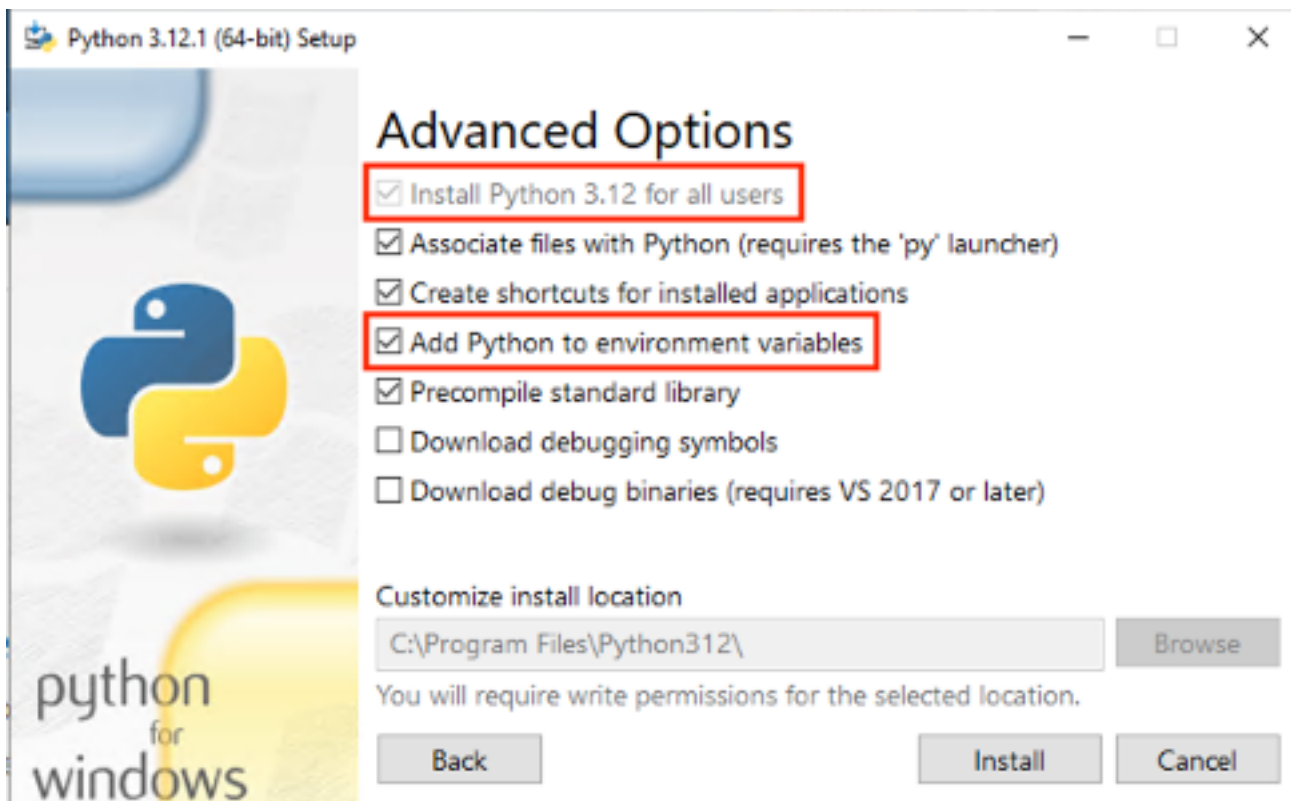 Python 3.12.1 (64-bit) Setup
Advanced Options
Install Python 3.12 for all users
Associate files with Python (requires the 'py' launcher)
Create shortcuts for installed applications
Add Python to environment variables
Precompile standard library
Download debugging symbols
Download debug binaries (requires VS 2017 or later)
Customize install location
C:\Program Files\Python312\
Browse
You will require write permissions for the selected location.
python
for
windows
Back
Install
Cancel